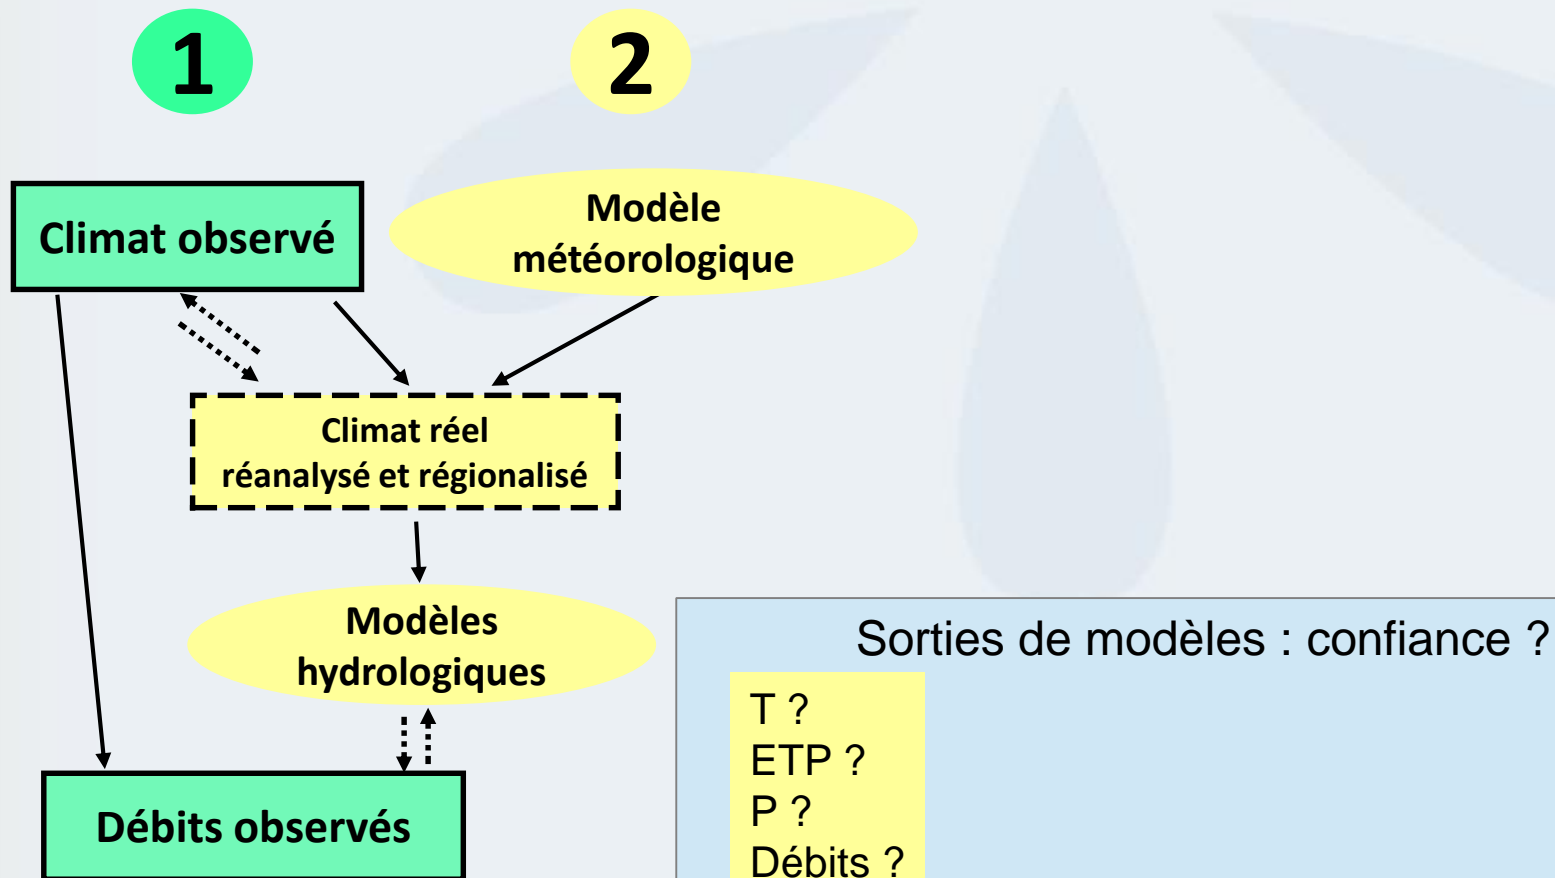 1
2
Climat observé
Modèle
météorologique
Climat réel
réanalysé et régionalisé
Modèles
hydrologiques
Débits observés
Sorties de modèles : confiance ?
T ?
ETP ?
P ?
Débits ?